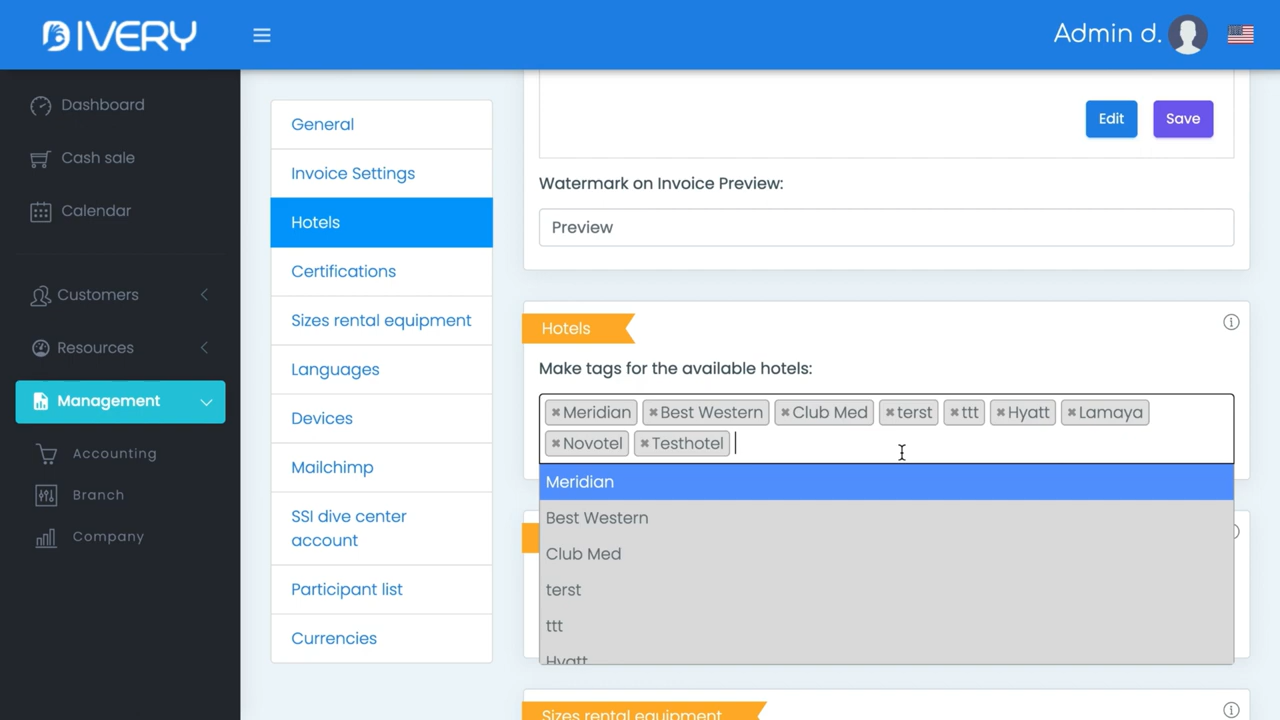 DIVERY
Admin d.
Dashboard
Cash sale
Calendar
Customers
Resources
Management
Accounting
Branch
Company
General
Invoice Settings
Hotels
Certifications
Sizes rental equipment
Languages
Devices
Mailchimp
SSI dive center
account
Participant list
Currencies
Edit
Save
Watermark on Invoice Preview:
Preview
Hotels
Make tags for the available hotels:
×Meridian ×Best Western ×Club Med ×terst ×ttt ×Hyatt ×Lamaya
×Novotel ×Testhotel
Meridian
Best Western
Club Med
terst
ttt
Hyatt
Sizes rental equipment